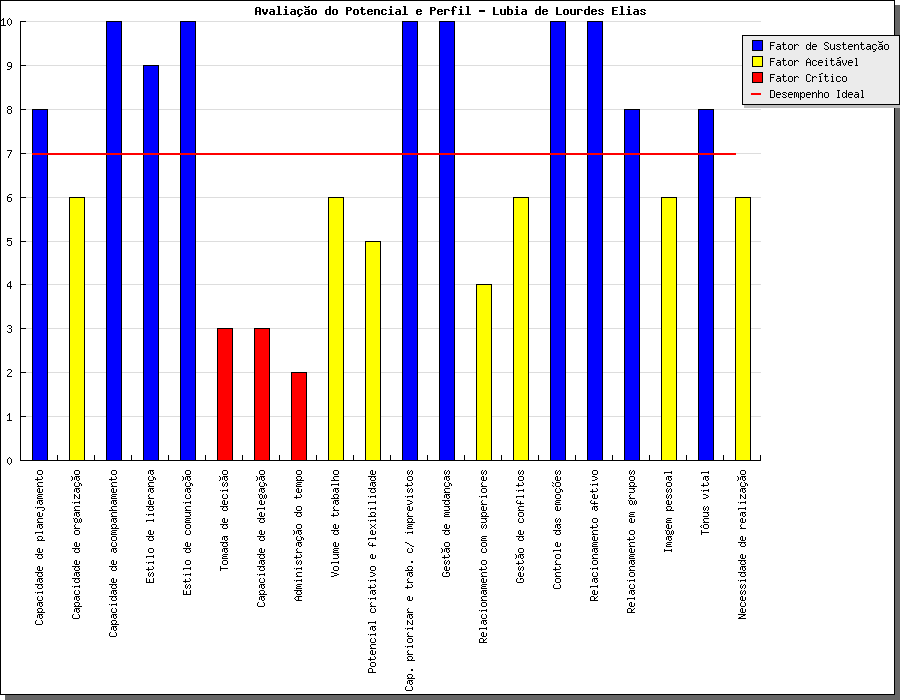 Avaliação do Potencial e Perfil - Lubia de Lourdes Elias
Fator de Sustentação
Fator Aceitável
Fator Crítico
Desempenho Ideal
10
9
8
7
6
5
4
3
2
1
0
Capacidade de planejamento
Capacidade de organização
Capacidade de acompanhamento
Estilo de liderança
Estilo de comunicação
Tomada de decisão
Capacidade de delegação
Administração do tempo
Volume de trabalho
Potencial criativo e flexibilidade
Cap. priorizar e trab. c/ imprevistos
Gestão de mudanças
Relacionamento com superiores
Gestão de conflitos
Controle das emoções
Relacionamento afetivo
Relacionamento em grupos
Imagem pessoal
Tônus vital
Necessidade de realização